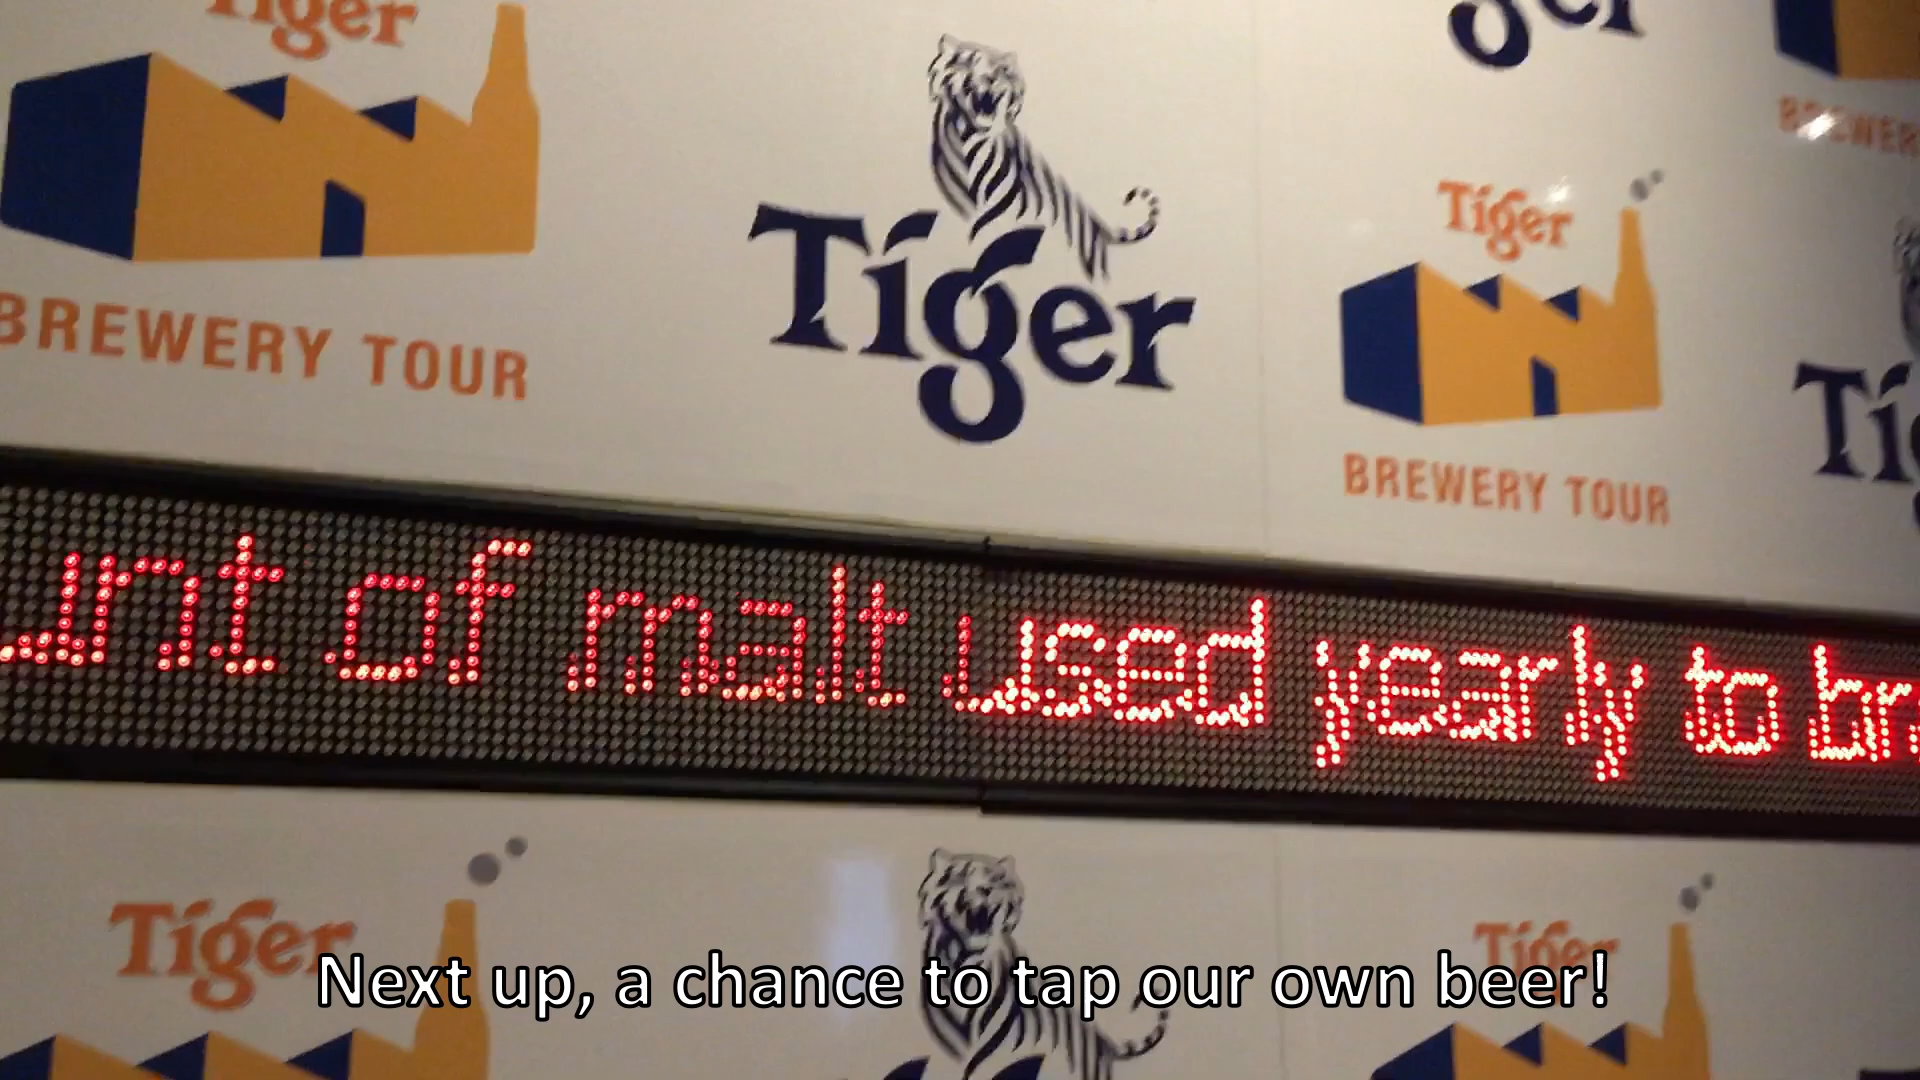 Tiger
BREWERY TOUR
Tiger
Tiger
BREWERY TOUR
of malt used yearly to
Tiger
Tiger
Next up, a chance to tap our own beer!